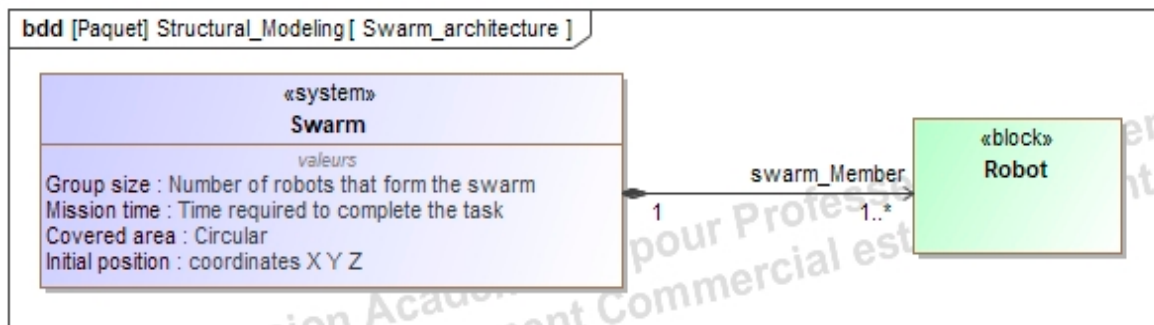 bdd [Paquet] Structural_Modeling[ Swarm_architecture ]
«system»
Swarm
valeurs
Group size : Number of robots that form the swarm
Mission time : Time required to complete the task
Covered area : Circular
Initial position : coordinates X Y Z
swarm_Member
1
1..*
«block»
Robot
pour
Commercial est